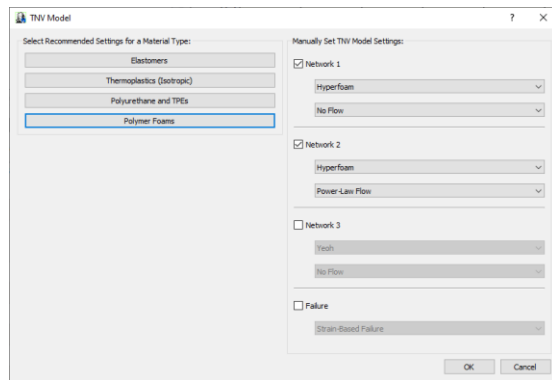 TNV Model
Select Recommended Settings for a Material Type:
Elastomers
Thermoplastics (Isotropic)
Polyurethane and TPEs
Polymer Foams
Manually Set TNV Model Settings:
Network 1
Hyperfoam
No Flow
Network 2
Hyperfoam
Power-Law Flow
Network 3
Yeoh
No Flow
Failure
Strain-Based Failure
OK
Cancel